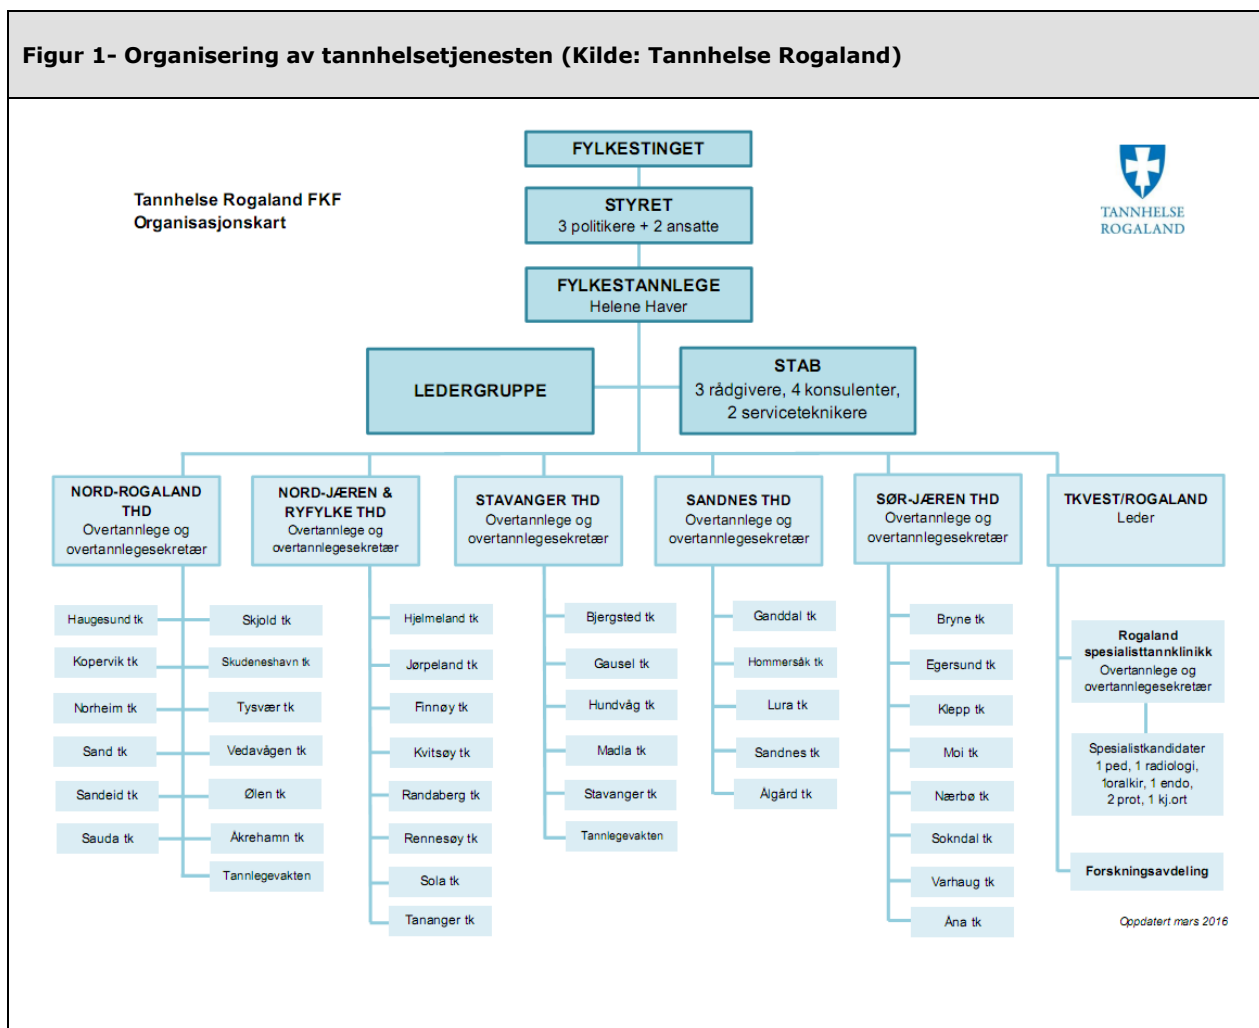 Figur 1- Organisering av tannhelsetjenesten (Kilde: Tannhelse Rogaland)
Tannhelse Rogaland FKF
Organisasjonskart
TANNHELSE
ROGALAND
FYLKESTINGET
STYRET
3 politikere + 2 ansatte
FYLKESTANNLEGE
Helene Haver
LEDERGRUPPE
STAB
3 rådgivere, 4 konsulenter,
2 serviceteknikere
NORD-ROGALAND
THD
Overtannlege og
overtannlegesekretær
Haugesund tk
Kopervik tk
Norheim tk
Sand tk
Sandeid tk
Sauda tk
Skjold tk
Skudeneshavn tk
Tysvær tk
Vedavågen tk
Ølen tk
Åkrehamn tk
Tannlegevakten
NORD-JÆREN &
RYFYLKE THD
Overtannlege og
overtannlegesekretær
Hjelmeland tk
Jørpeland tk
Finnøy tk
Kvitsøy tk
Randaberg tk
Rennesøy tk
Sola tk
Tananger tk
STAVANGER THD
Overtannlege og
overtannlegesekretær
Bjergsted tk
Gausel tk
Hundvåg tk
Madla tk
Stavanger tk
Tannlegevakten
SANDNES THD
Overtannlege og
overtannlegesekretær
Ganddal tk
Hommersåk tk
Lura tk
Sandnes tk
Ålgård tk
SØR-JÆREN THD
Overtannlege og
overtannlegesekretær
Bryne tk
Egersund tk
Klepp tk
Moi tk
Nærbø tk
Sokndal tk
Varhaug tk
Åna tk
TKVEST/ROGALAND
Leder
Rogaland
spesialisttannklinikk
Overtannlege og
overtannlegesekretær
Spesialistkandidater
1 ped, 1 radiologi,
1oralkir, 1 endo,
2 prot, 1 kj.ort
Forskningsavdeling
Oppdatert mars 2016